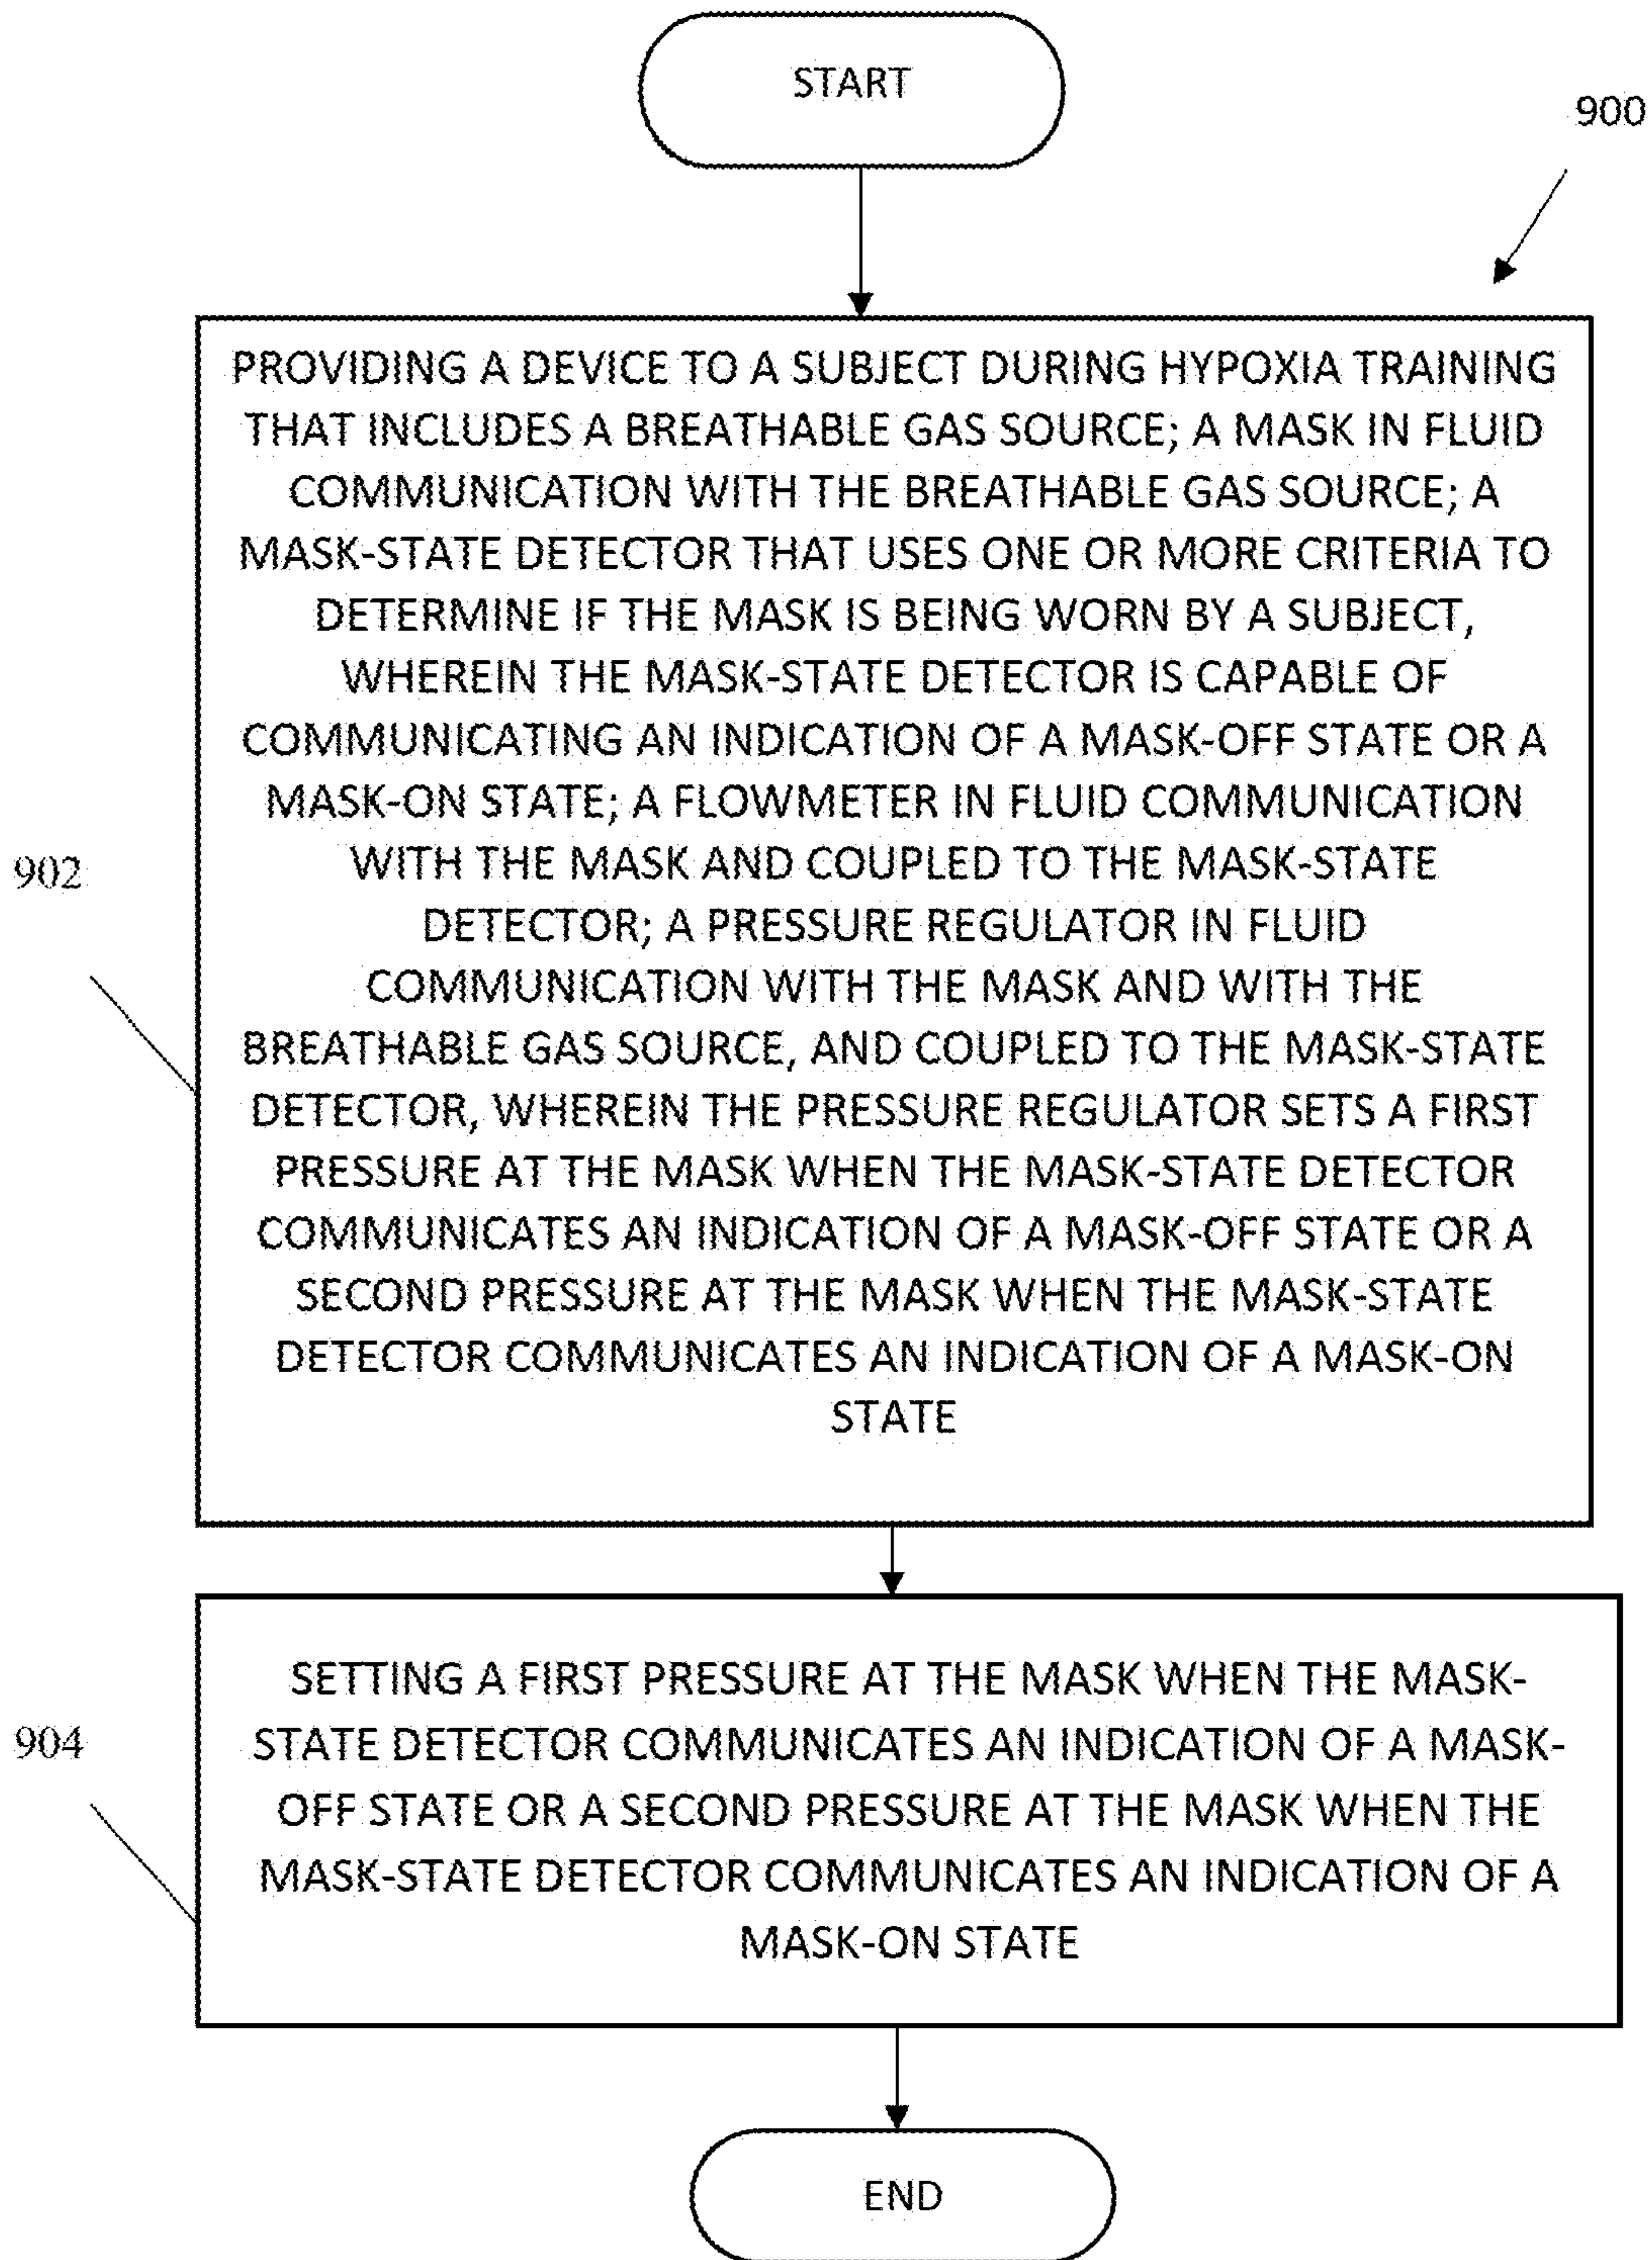 START
900
PROVIDING A DEVICE TO A SUBJECT DURING HYPOXIA TRAINING
THAT INCLUDES A BREATHABLE GAS SOURCE; A MASK IN FLUID
COMMUNICATION WITH THE BREATHABLE GAS SOURCE; A
MASK-STATE DETECTOR THAT USES ONE OR MORE CRITERIA TO
DETERMINE IF THE MASK IS BEING WORN BY A SUBJECT,
WHEREIN THE MASK-STATE DETECTOR IS CAPABLE OF
COMMUNICATING AN INDICATION OF A MASK-OFF STATE OR A
MASK-ON STATE; A FLOWMETER IN FLUID COMMUNICATION
WITH THE MASK AND COUPLED TO THE MASK-STATE
DETECTOR; A PRESSURE REGULATOR IN FLUID
COMMUNICATION WITH THE MASK AND WITH THE
BREATHABLE GAS SOURCE, AND COUPLED TO THE MASK-STATE
DETECTOR, WHEREIN THE PRESSURE REGULATOR SETS A FIRST
PRESSURE AT THE MASK WHEN THE MASK-STATE DETECTOR
COMMUNICATES AN INDICATION OF A MASK-OFF STATE OR A
SECOND PRESSURE AT THE MASK WHEN THE MASK-STATE
DETECTOR COMMUNICATES AN INDICATION OF A MASK-ON
STATE
902
SETTING A FIRST PRESSURE AT THE MASK WHEN THE MASK-
STATE DETECTOR COMMUNICATES AN INDICATION OF A MASK-
OFF STATE OR A SECOND PRESSURE AT THE MASK WHEN THE
MASK-STATE DETECTOR COMMUNICATES AN INDICATION OF A
MASK-ON STATE
904
END